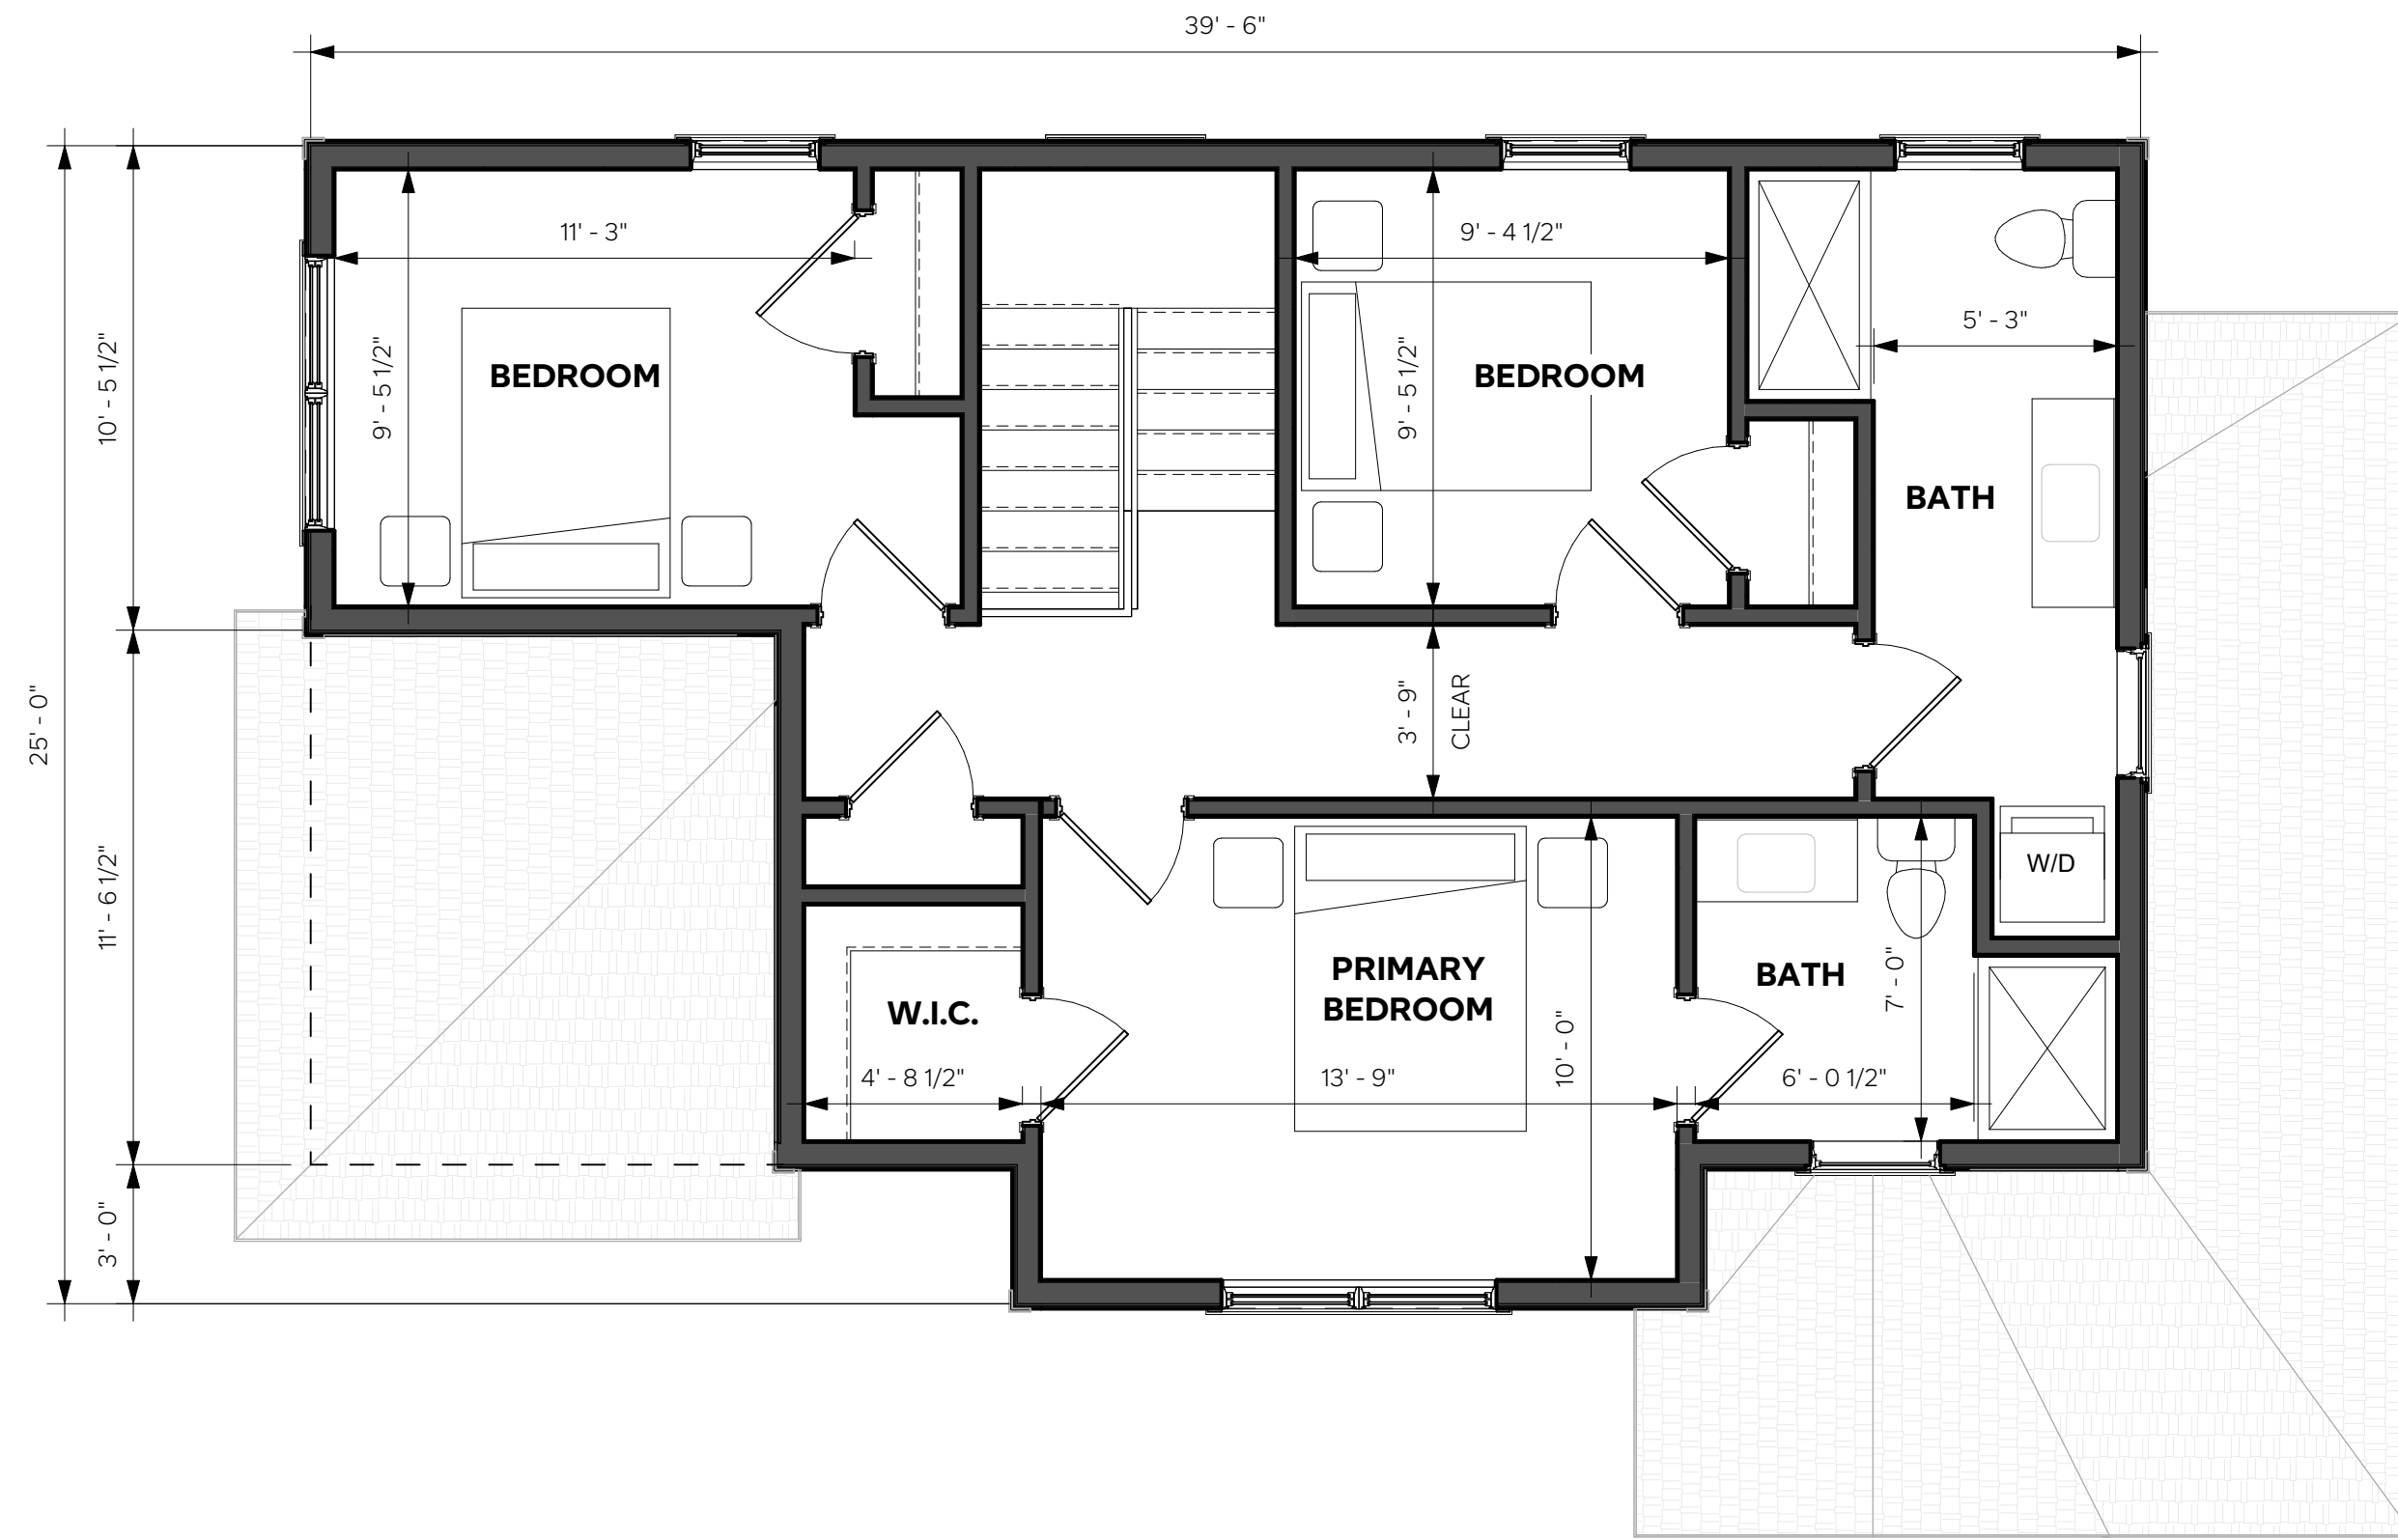 39' - 6"
11' - 3"
9' - 4 1/2"
5' - 3"
10' - 5 1/2"
9' - 5 1/2"
BEDROOM
9' - 5 1/2"
BEDROOM
BATH
25' - 0"
3' - 9"
CLEAR
11' - 6 1/2"
W/D
PRIMARY
BEDROOM
BATH
7' - 0"
W.I.C.
10' - 0"
4' - 8 1/2"
13' - 9"
6' - 0 1/2"
3' - 0"